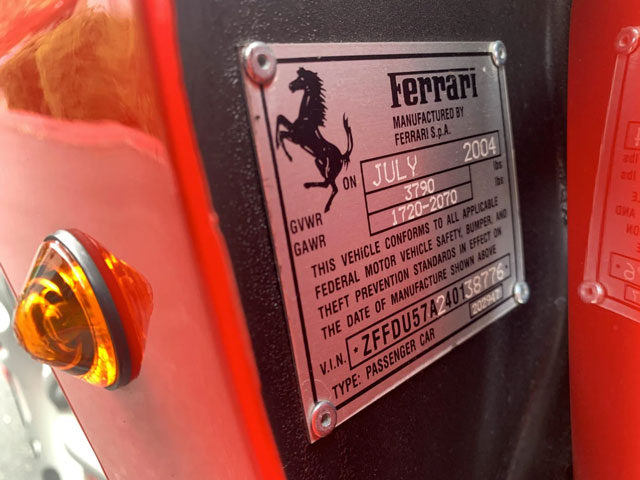 Ferrari
MANUFACTURED BY
FERRARI S.p.A.
ON JULY 2004
GVWR 3790 lbs
GAWR 1720-2070 lbs
THIS VEHICLE CONFORMS TO ALL APPLICABLE
FEDERAL MOTOR VEHICLE SAFETY, BUMPER, AND
THEFT PREVENTION STANDARDS IN EFFECT ON
THE DATE OF MANUFACTURE SHOWN ABOVE
V.I.N. *ZFFDU57A240138776*
TYPE: PASSENGER CAR